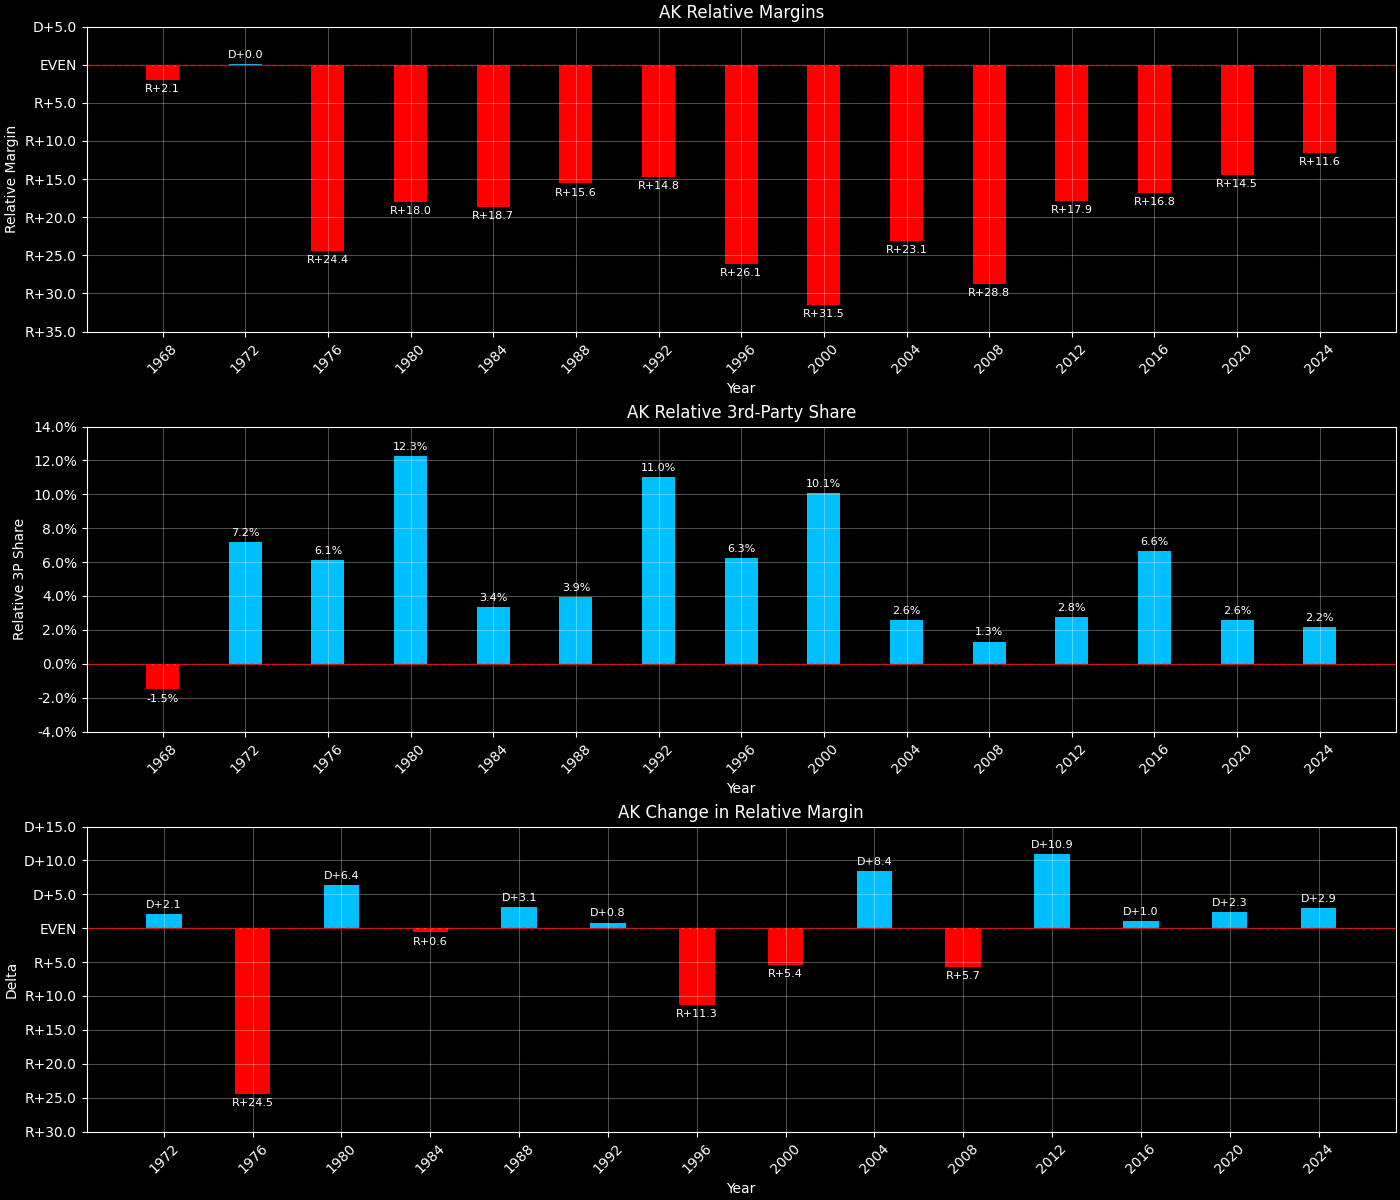 AK Relative Margins
Relative Margin
D+5.0
EVEN
R+5.0
R+10.0
R+15.0
R+20.0
R+25.0
R+30.0
R+35.0
R+2.1
D+0.0
R+24.4
R+18.0
R+18.7
R+15.6
R+14.8
R+26.1
R+31.5
R+23.1
R+28.8
R+17.9
R+16.8
R+14.5
R+11.6
1968
1972
1976
1980
1984
1988
1992
1996
2000
2004
2008
2012
2016
2020
2024
Year
AK Relative 3rd-Party Share
Relative 3P Share
14.0%
12.0%
10.0%
8.0%
6.0%
4.0%
2.0%
0.0%
-2.0%
-4.0%
-1.5%
7.2%
6.1%
12.3%
3.4%
3.9%
11.0%
6.3%
10.1%
2.6%
1.3%
2.8%
6.6%
2.6%
2.2%
1968
1972
1976
1980
1984
1988
1992
1996
2000
2004
2008
2012
2016
2020
2024
Year
AK Change in Relative Margin
Delta
D+15.0
D+10.0
D+5.0
EVEN
R+5.0
R+10.0
R+15.0
R+20.0
R+25.0
R+30.0
D+2.1
R+24.5
D+6.4
R+0.6
D+3.1
D+0.8
R+11.3
R+5.4
D+8.4
R+5.7
D+10.9
D+1.0
D+2.3
D+2.9
1972
1976
1980
1984
1988
1992
1996
2000
2004
2008
2012
2016
2020
2024
Year